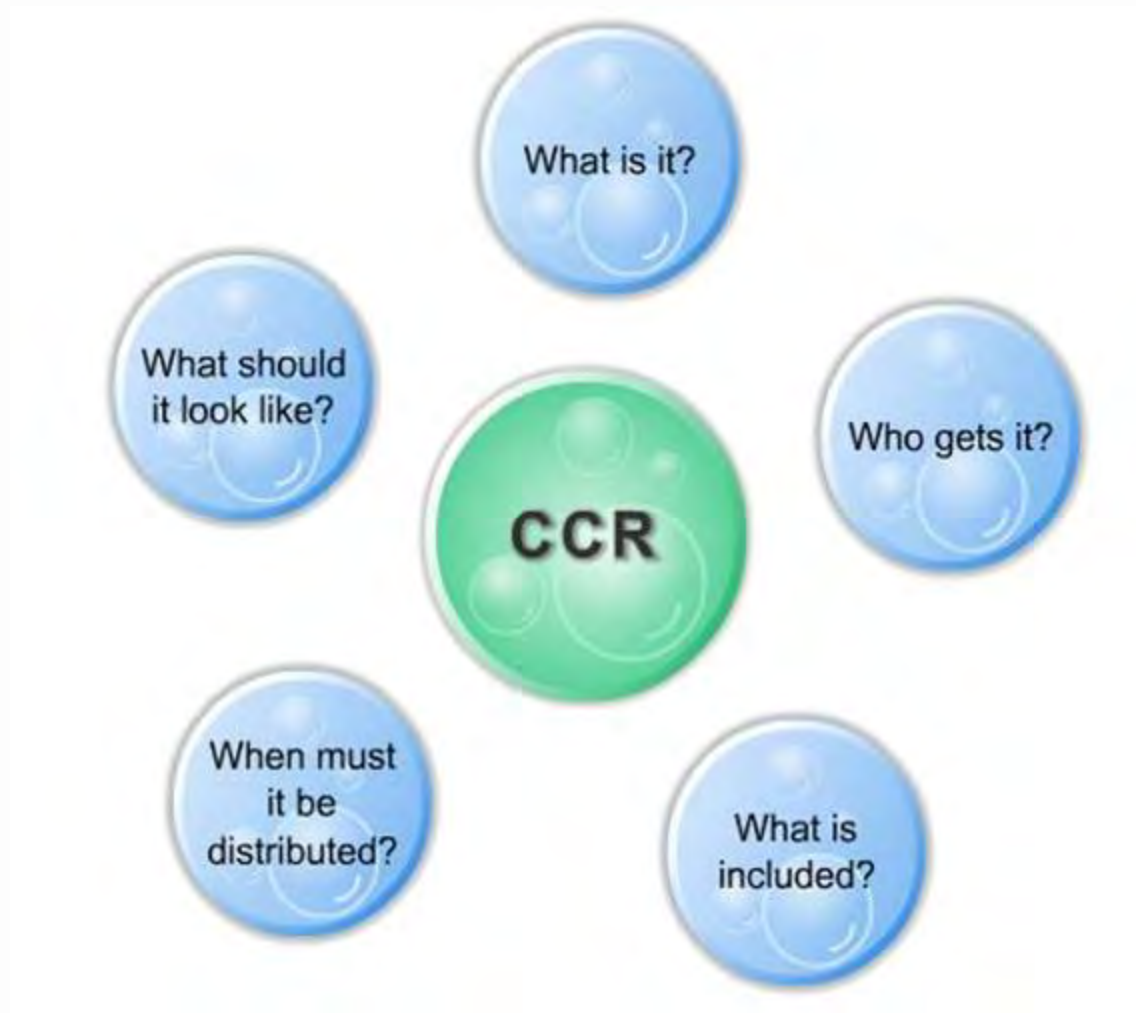 What is it?
What should
it look like?
Who gets it?
CCR
When must
it be
distributed?
What is
included?